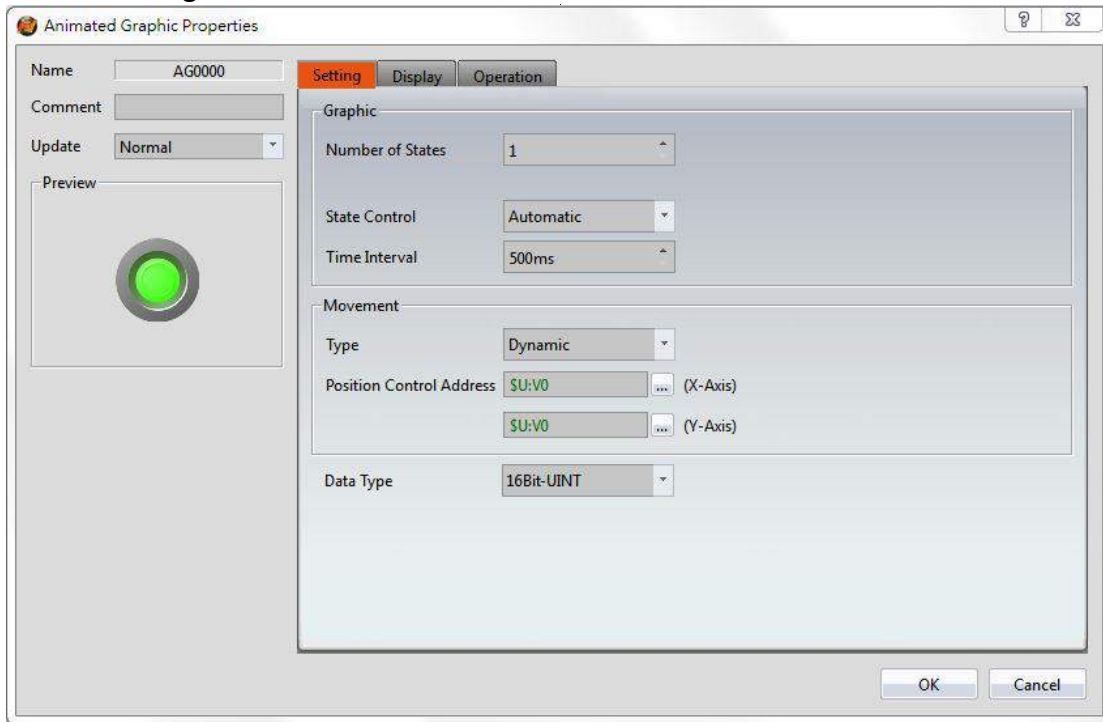 Animated Graphic Properties
Name AG0000
Comment
Update Normal
Preview
Setting Display Operation
Graphic
Number of States 1
State Control Automatic
Time Interval 500ms
Movement
Type Dynamic
Position Control Address $U:V0 ... (X-Axis)
$U:V0 ... (Y-Axis)
Data Type 16Bit-UINT
OK Cancel